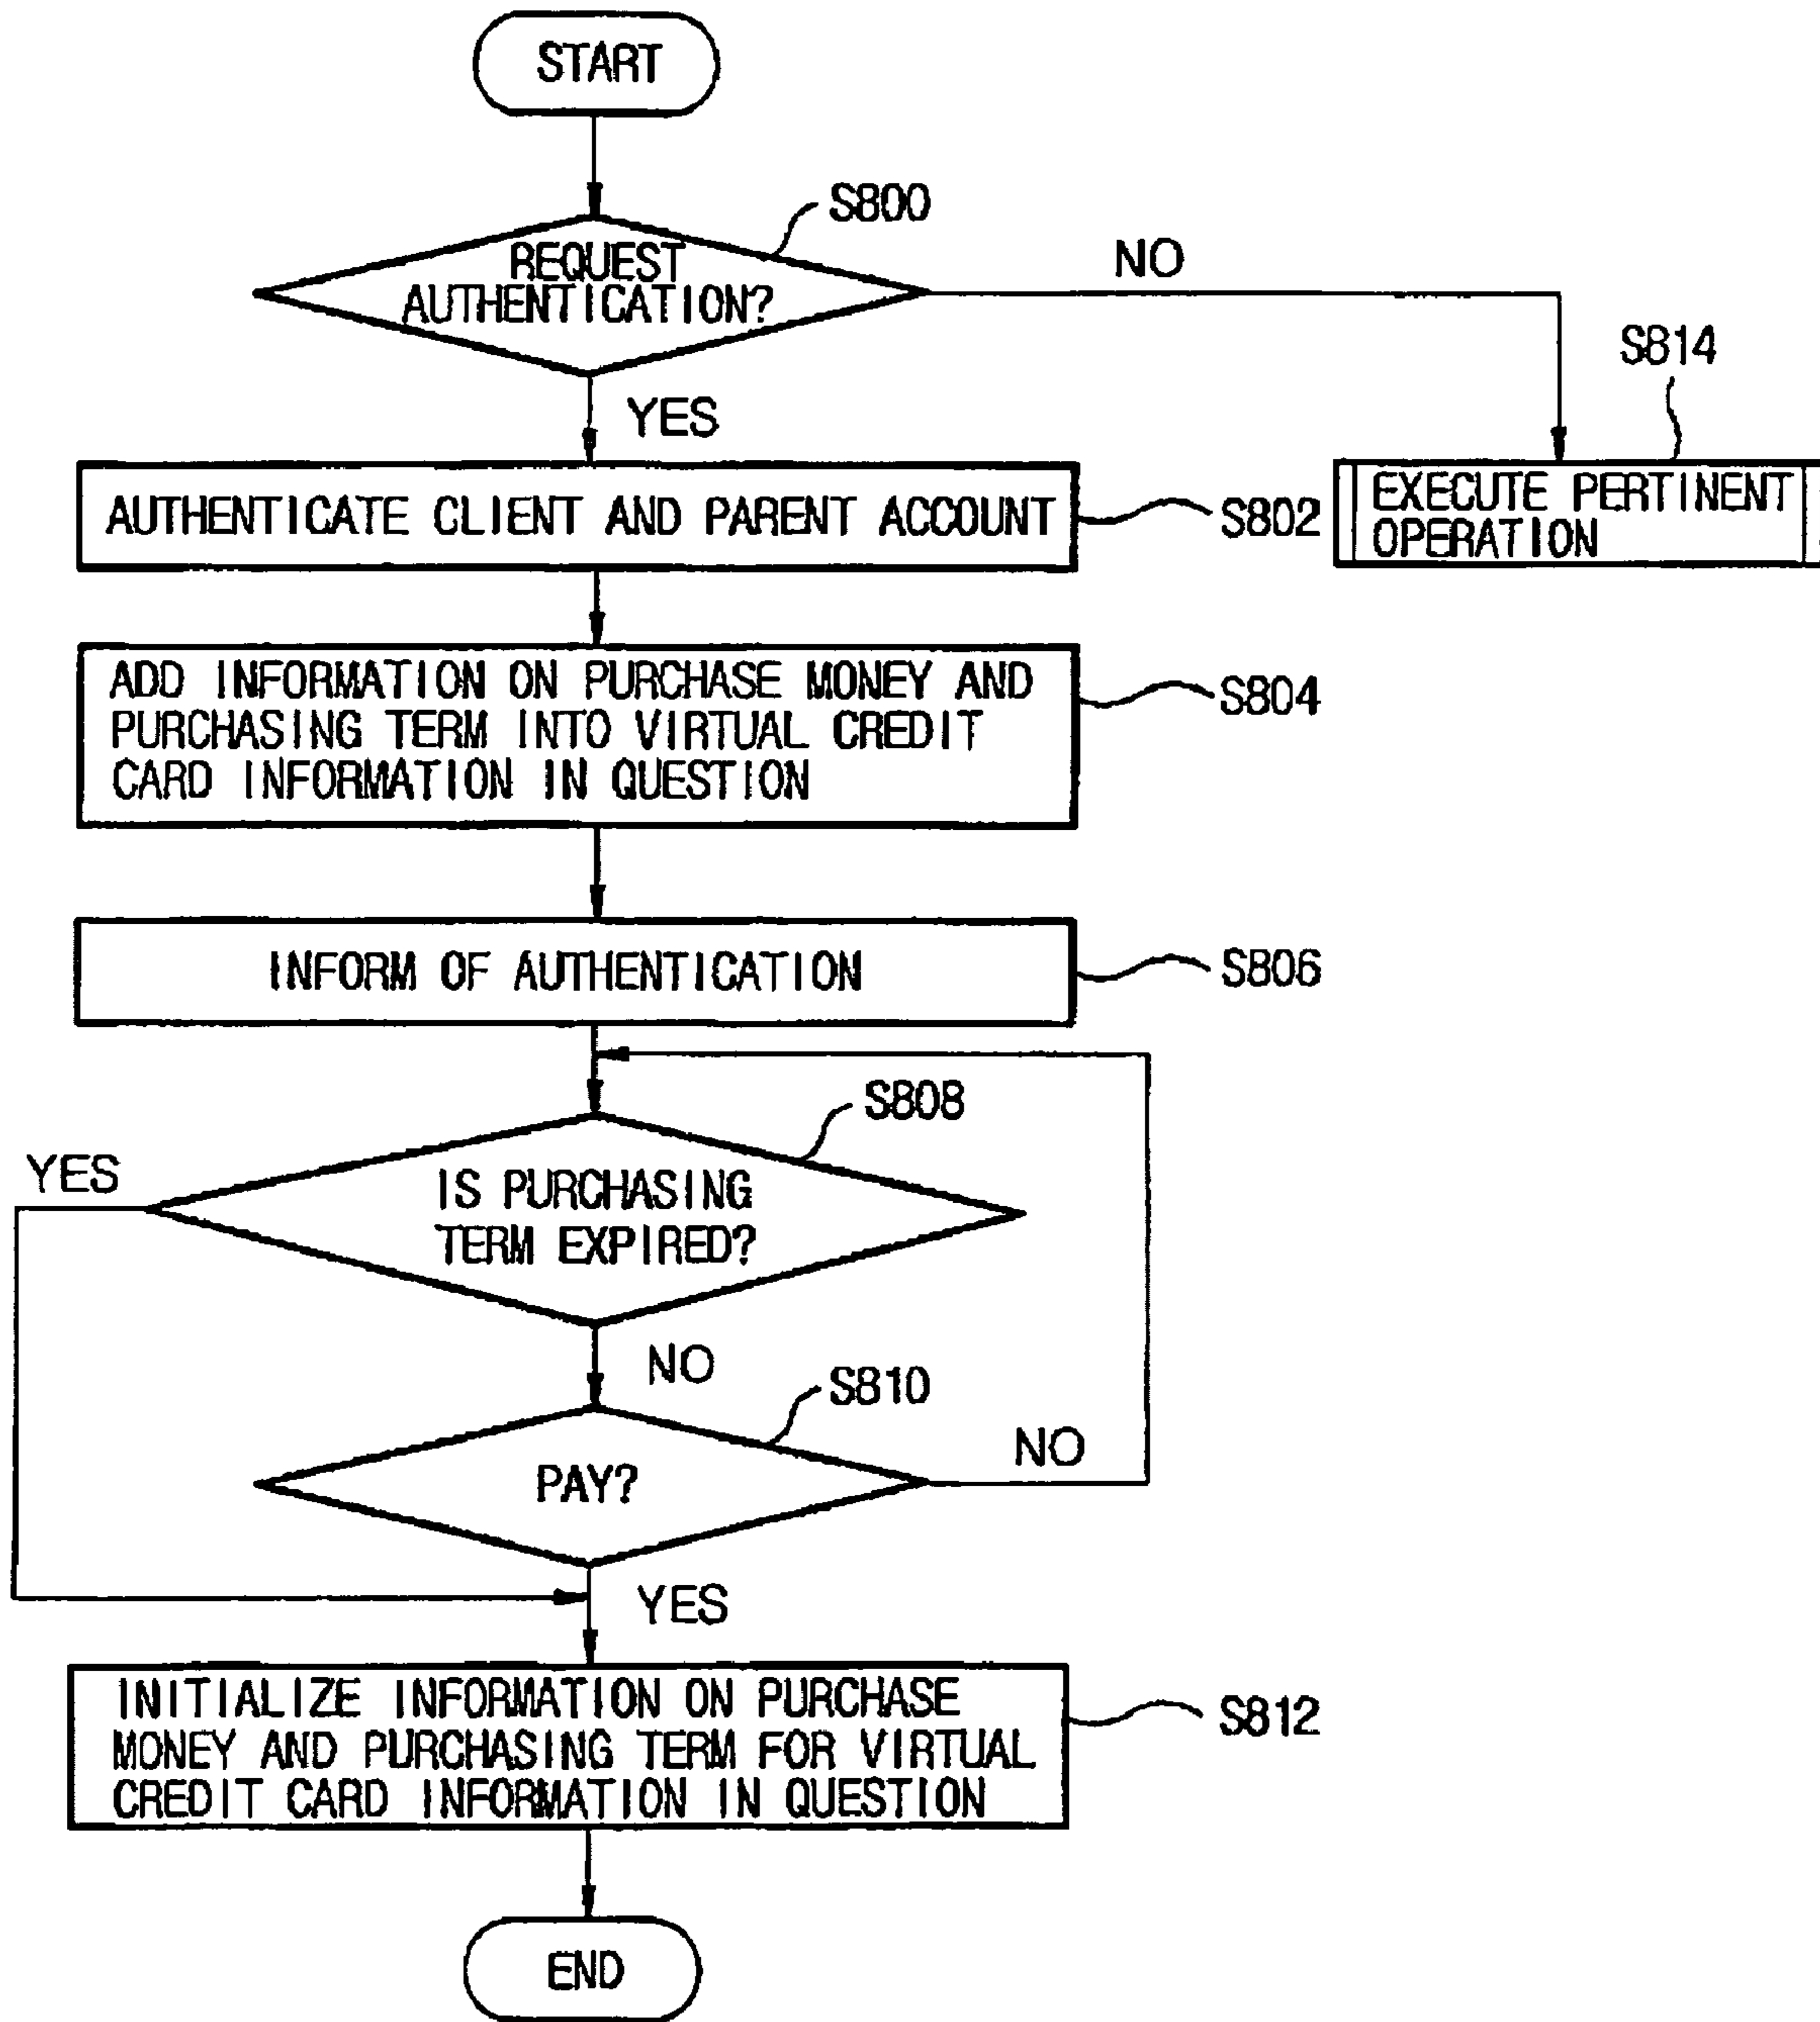 START
S800
REQUEST
AUTHENTICATION?
NO
S814
YES
AUTHENTICATE CLIENT AND PARENT ACCOUNT
S802
EXECUTE PERTINENT
OPERATION
ADD INFORMATION ON PURCHASE MONEY AND
PURCHASING TERM INTO VIRTUAL CREDIT
CARD INFORMATION IN QUESTION
S804
INFORM OF AUTHENTICATION
S806
S808
YES
IS PURCHASING
TERM EXPIRED?
NO
S810
PAY?
NO
YES
INITIALIZE INFORMATION ON PURCHASE
MONEY AND PURCHASING TERM FOR VIRTUAL
CREDIT CARD INFORMATION IN QUESTION
S812
END